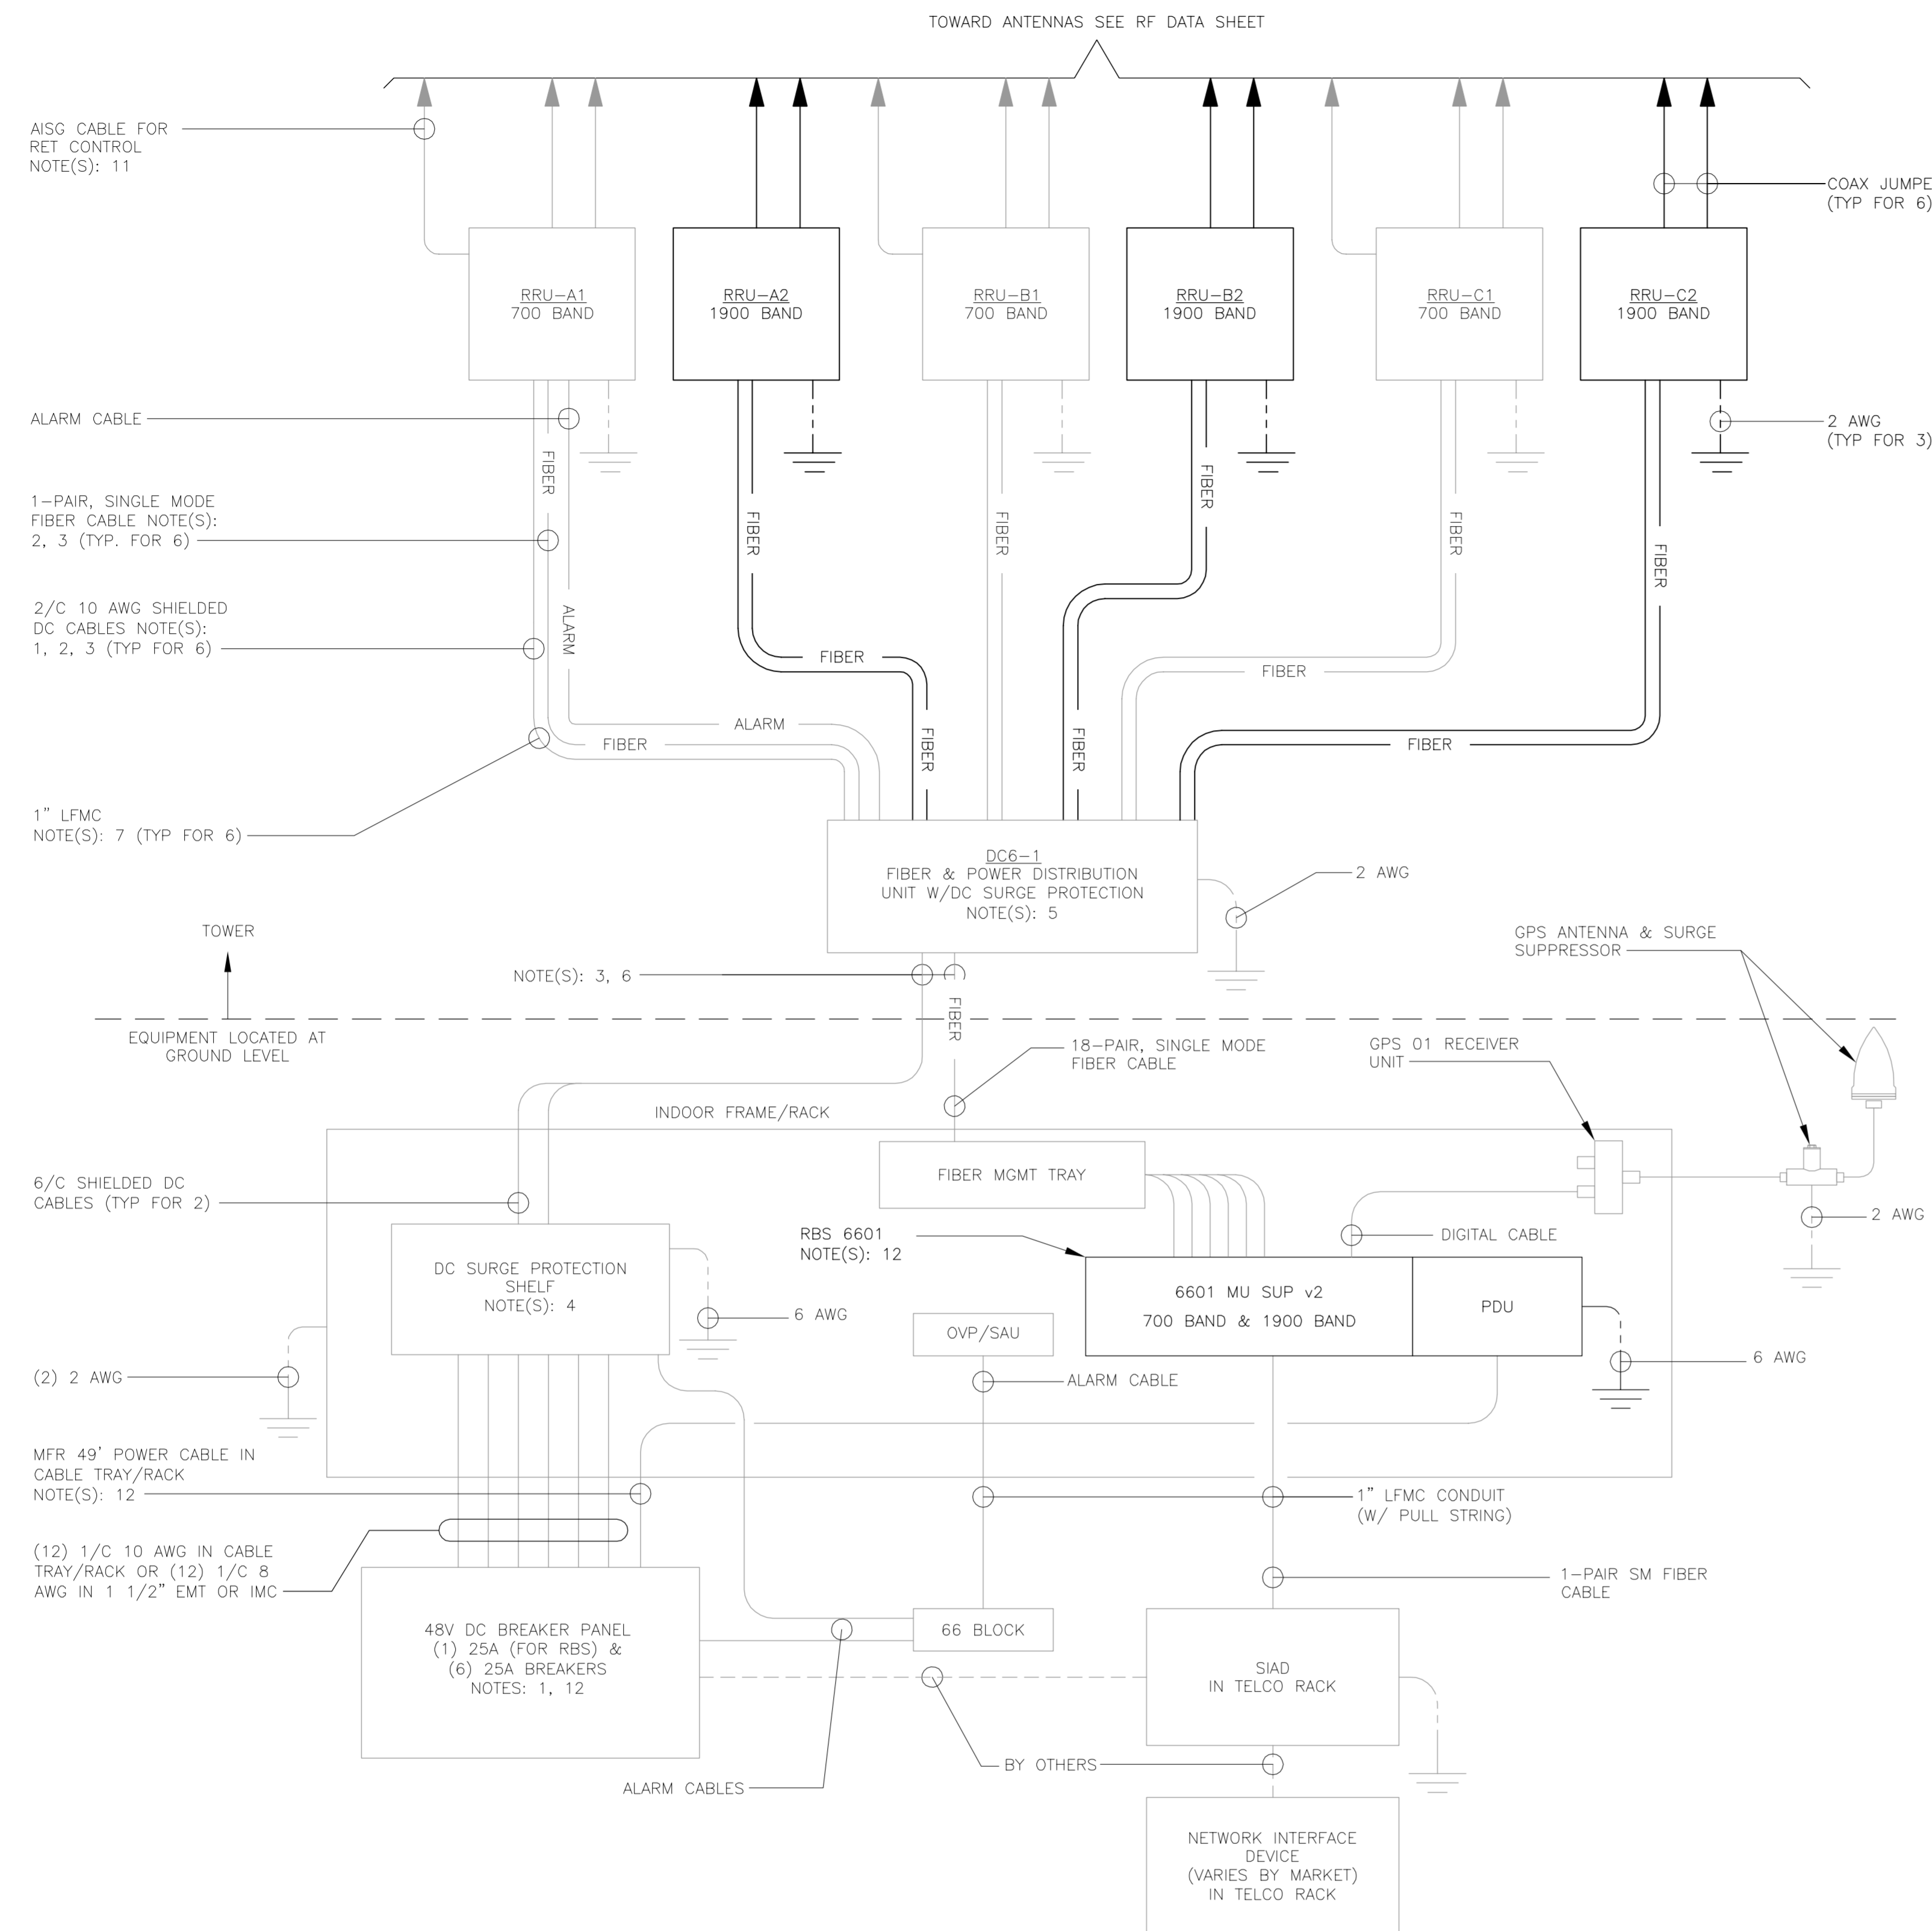 TOWARD ANTENNAS SEE RF DATA SHEET
AISG CABLE FOR
RET CONTROL
NOTE(S): 11
COAX JUMPE
(TYP FOR 6)
RRU-A1
700 BAND
RRU-A2
1900 BAND
RRU-B1
700 BAND
RRU-B2
1900 BAND
RRU-C1
700 BAND
RRU-C2
1900 BAND
ALARM CABLE
2 AWG
(TYP FOR 3)
FIBER
FIBER
FIBER
FIBER
FIBER
FIBER
1-PAIR, SINGLE MODE
FIBER CABLE NOTE(S):
2, 3 (TYP. FOR 6)
2/C 10 AWG SHIELDED
DC CABLES NOTE(S):
1, 2, 3 (TYP FOR 6)
ALARM
FIBER
FIBER
ALARM
FIBER
FIBER
FIBER
FIBER
1" LFMC
NOTE(S): 7 (TYP FOR 6)
DC6-1
FIBER & POWER DISTRIBUTION
UNIT W/DC SURGE PROTECTION
NOTE(S): 5
2 AWG
TOWER
NOTE(S): 3, 6
FIBER
GPS ANTENNA & SURGE
SUPPRESSOR
EQUIPMENT LOCATED AT
GROUND LEVEL
18-PAIR, SINGLE MODE
FIBER CABLE
GPS 01 RECEIVER
UNIT
INDOOR FRAME/RACK
FIBER MGMT TRAY
6/C SHIELDED DC
CABLES (TYP FOR 2)
2 AWG
RBS 6601
NOTE(S): 12
DIGITAL CABLE
DC SURGE PROTECTION
SHELF
NOTE(S): 4
6601 MU SUP v2
700 BAND & 1900 BAND
PDU
6 AWG
OVP/SAU
6 AWG
(2) 2 AWG
ALARM CABLE
MFR 49' POWER CABLE IN
CABLE TRAY/RACK
NOTE(S): 12
1" LFMC CONDUIT
(W/ PULL STRING)
(12) 1/C 10 AWG IN CABLE
TRAY/RACK OR (12) 1/C 8
AWG IN 1 1/2" EMT OR IMC
1-PAIR SM FIBER
CABLE
48V DC BREAKER PANEL
(1) 25A (FOR RBS) &
(6) 25A BREAKERS
NOTES: 1, 12
66 BLOCK
SIAD
IN TELCO RACK
BY OTHERS
ALARM CABLES
NETWORK INTERFACE
DEVICE
(VARIES BY MARKET)
IN TELCO RACK